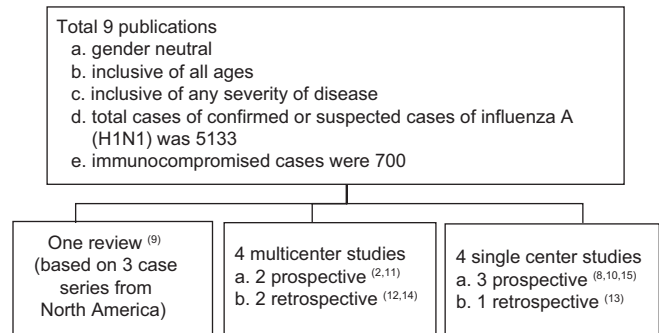 Total 9 publications
a. gender neutral
b. inclusive of all ages
c. inclusive of any severity of disease
d. total cases of confirmed or suspected cases of influenza A
(H1N1) was 5133
e. immunocompromised cases were 700
One review (9)
(based on 3 case
series from
North America)
4 multicenter studies
a. 2 prospective (2,11)
b. 2 retrospective (12,14)
4 single center studies
a. 3 prospective (8,10,15)
b. 1 retrospective (13)